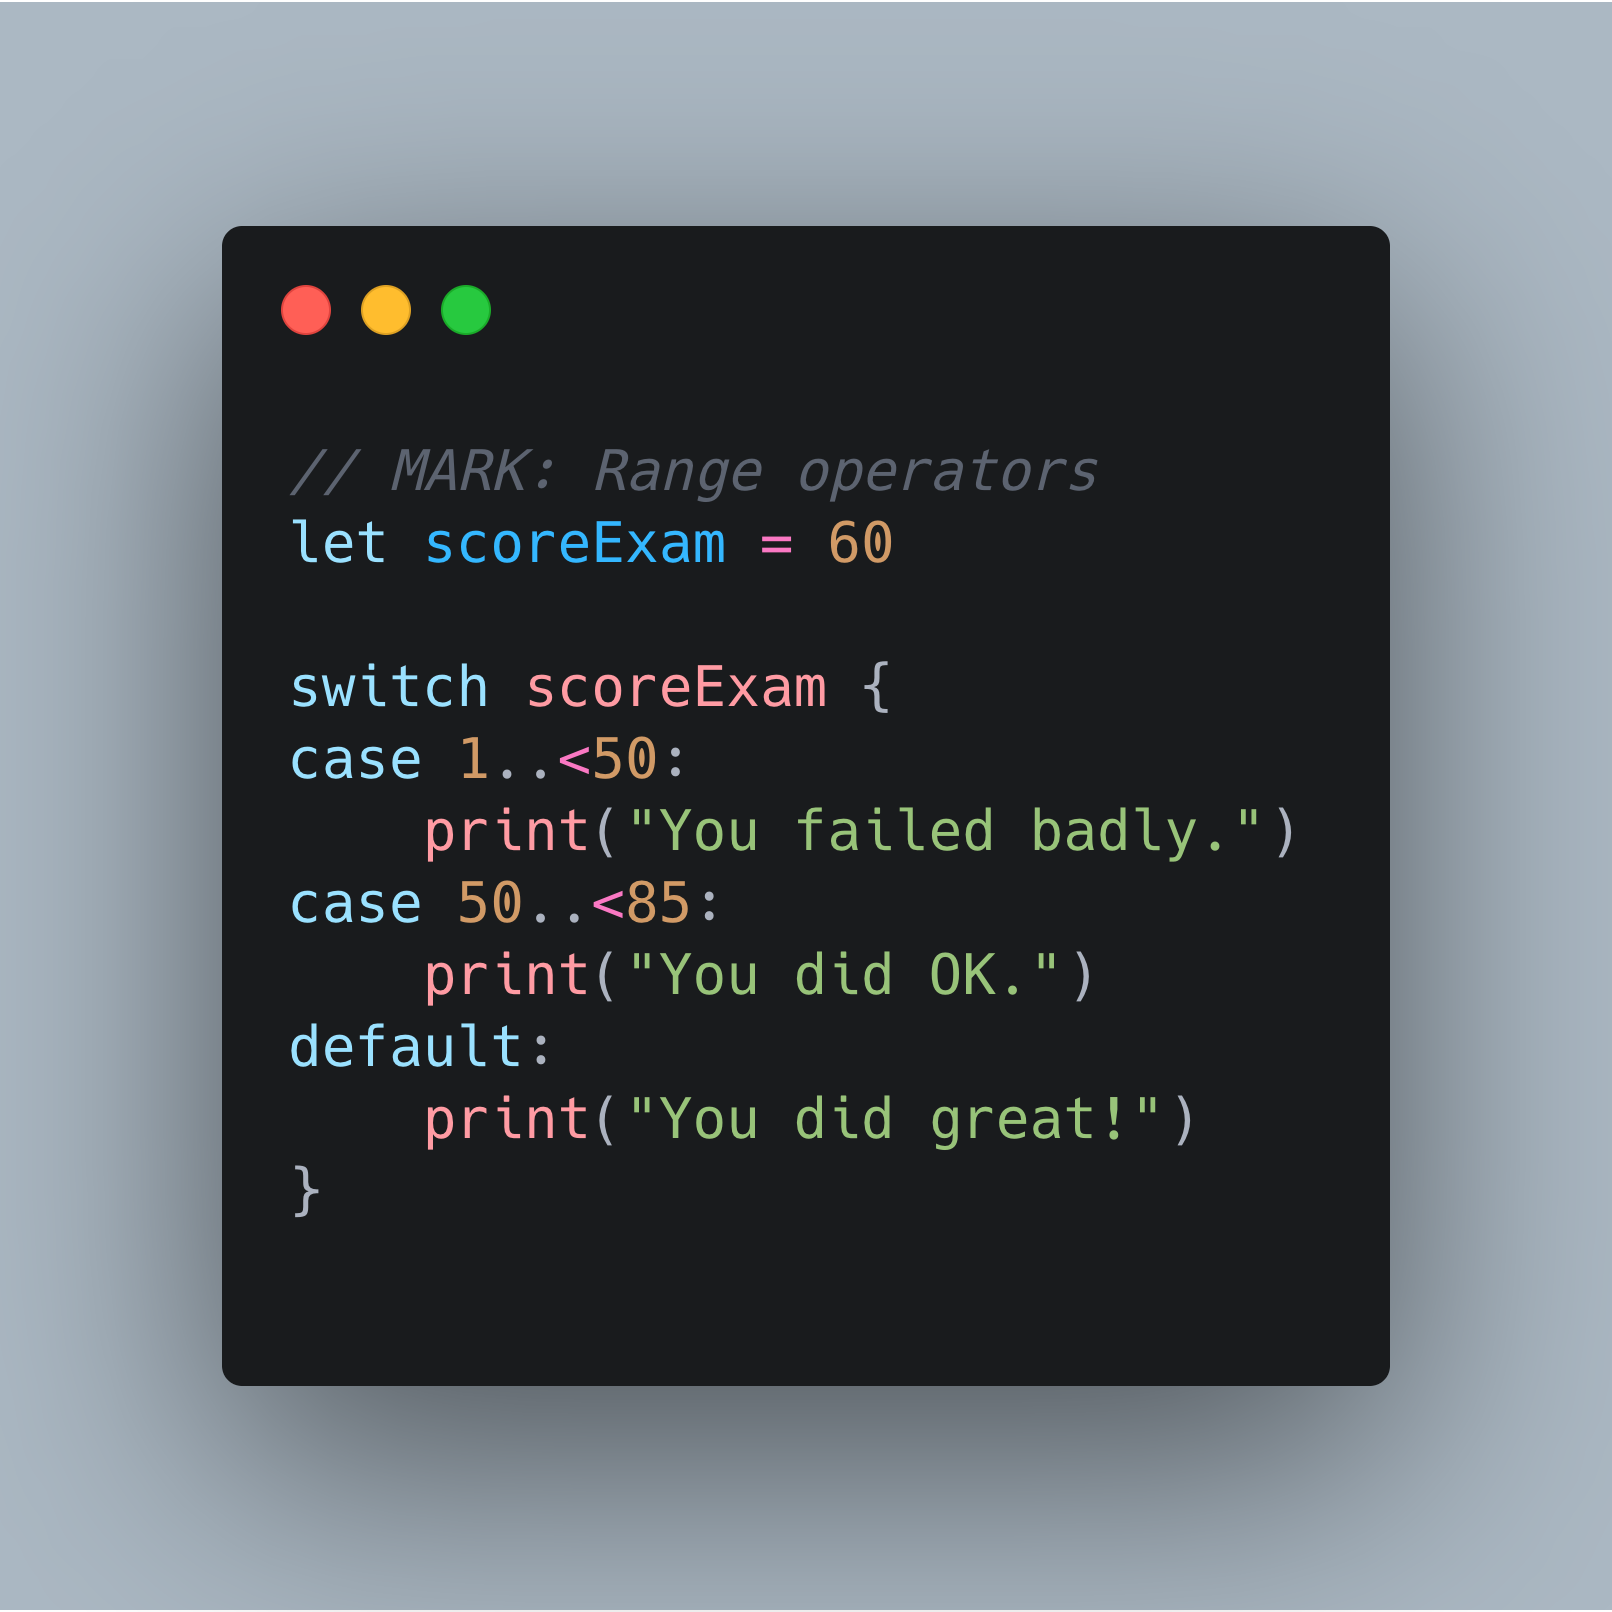 // MARK: Range operators
let scoreExam = 60

switch scoreExam {
case 1..<50:
    print("You failed badly.")
case 50..<85:
    print("You did OK.")
default:
    print("You did great!")
}